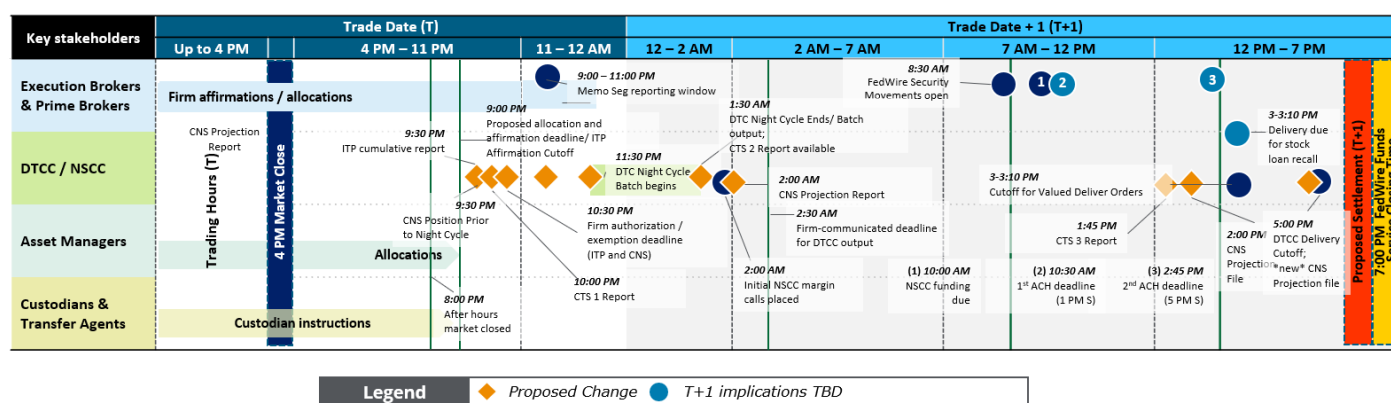 Key stakeholders
Trade Date (T)
Trade Date + 1 (T+1)
Up to 4 PM
4 PM – 11 PM
11 – 12 AM
12 – 2 AM
2 AM – 7 AM
7 AM – 12 PM
12 PM – 7 PM
Execution Brokers
& Prime Brokers
DTCC / NSCC
Asset Managers
Custodians &
Transfer Agents
Firm affirmations / allocations
CNS Projection
Report
Trading Hours (T)
4 PM Market Close
Allocations
Custodian instructions
9:30 PM
ITP cumulative report
9:00 PM
Proposed allocation and
affirmation deadline/ ITP
Affirmation Cutoff
9:00 – 11:00 PM
Memo Seg reporting window
11:30 PM
DTC Night Cycle
Batch begins
9:30 PM
CNS Position Prior
to Night Cycle
8:00 PM
After hours
market closed
10:30 PM
Firm authorization /
exemption deadline
(ITP and CNS)
10:00 PM
CTS 1 Report
1:30 AM
DTC Night Cycle Ends/ Batch
output;
CTS 2 Report available
2:00 AM
CNS Projection Report
2:30 AM
Firm-communicated deadline
for DTCC output
2:00 AM
Initial NSCC margin
calls placed
8:30 AM
FedWire Security
Movements open
1
2
3
3-3:10 PM
Delivery due
for stock
loan recall
3-3:10 PM
Cutoff for Valued Deliver Orders
1:45 PM
CTS 3 Report
(1) 10:00 AM
NSCC funding
due
(2) 10:30 AM
1st ACH deadline
(1 PM S)
(3) 2:45 PM
2nd ACH deadline
(5 PM S)
2:00 PM
CNS
Projection
File
5:00 PM
DTCC Delivery
Cutoff;
*new* CNS
Projection file
Proposed Settlement (T+1)
7:00 PM FedWire Funds
Legend
Proposed Change
T+1 implications TBD